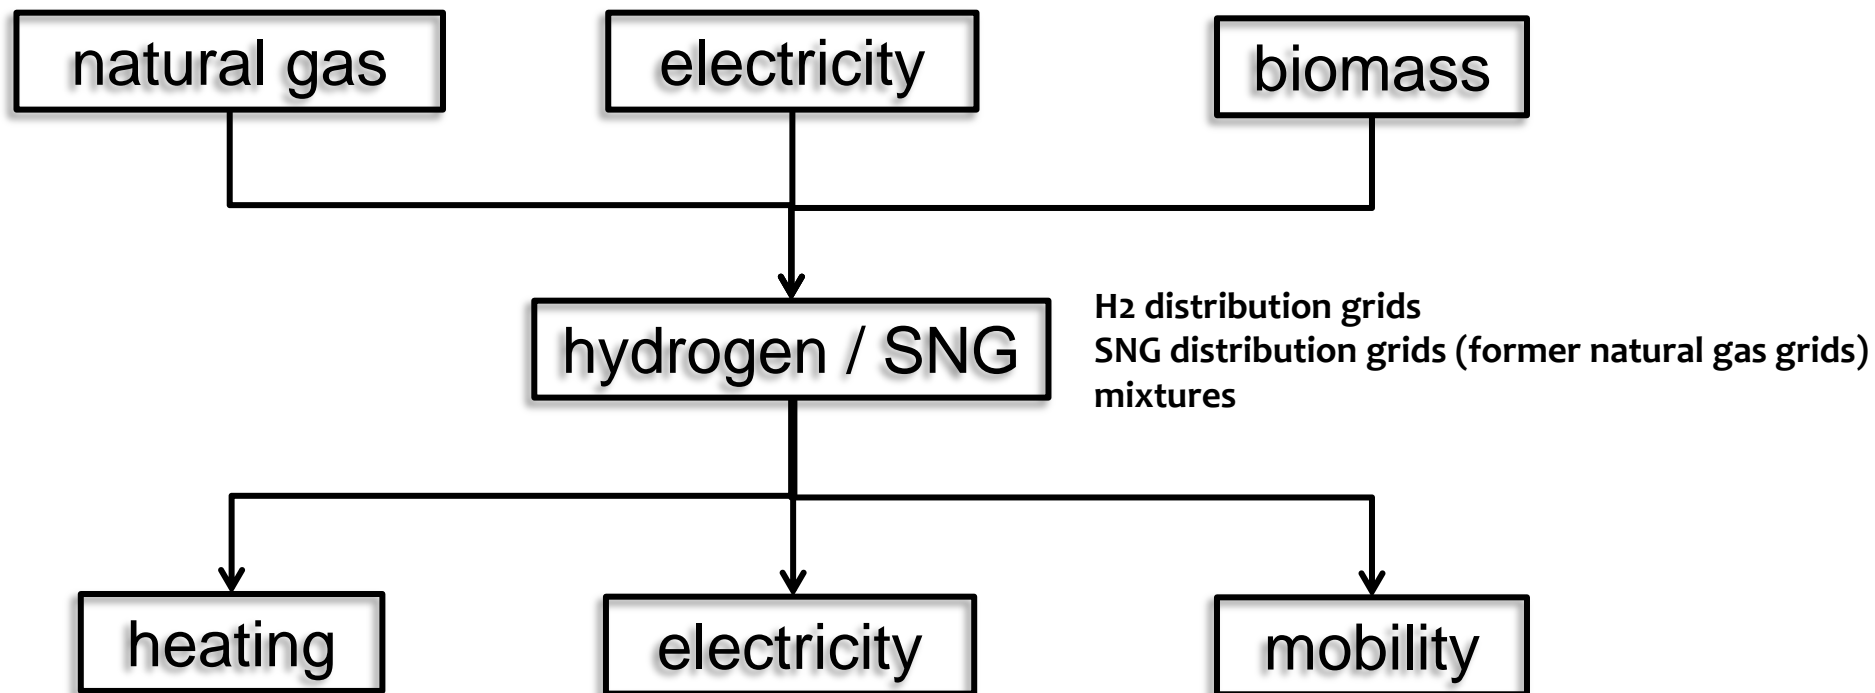 natural gas
electricity
biomass
hydrogen / SNG
H2 distribution grids
SNG distribution grids (former natural gas grids)
mixtures
heating
electricity
mobility